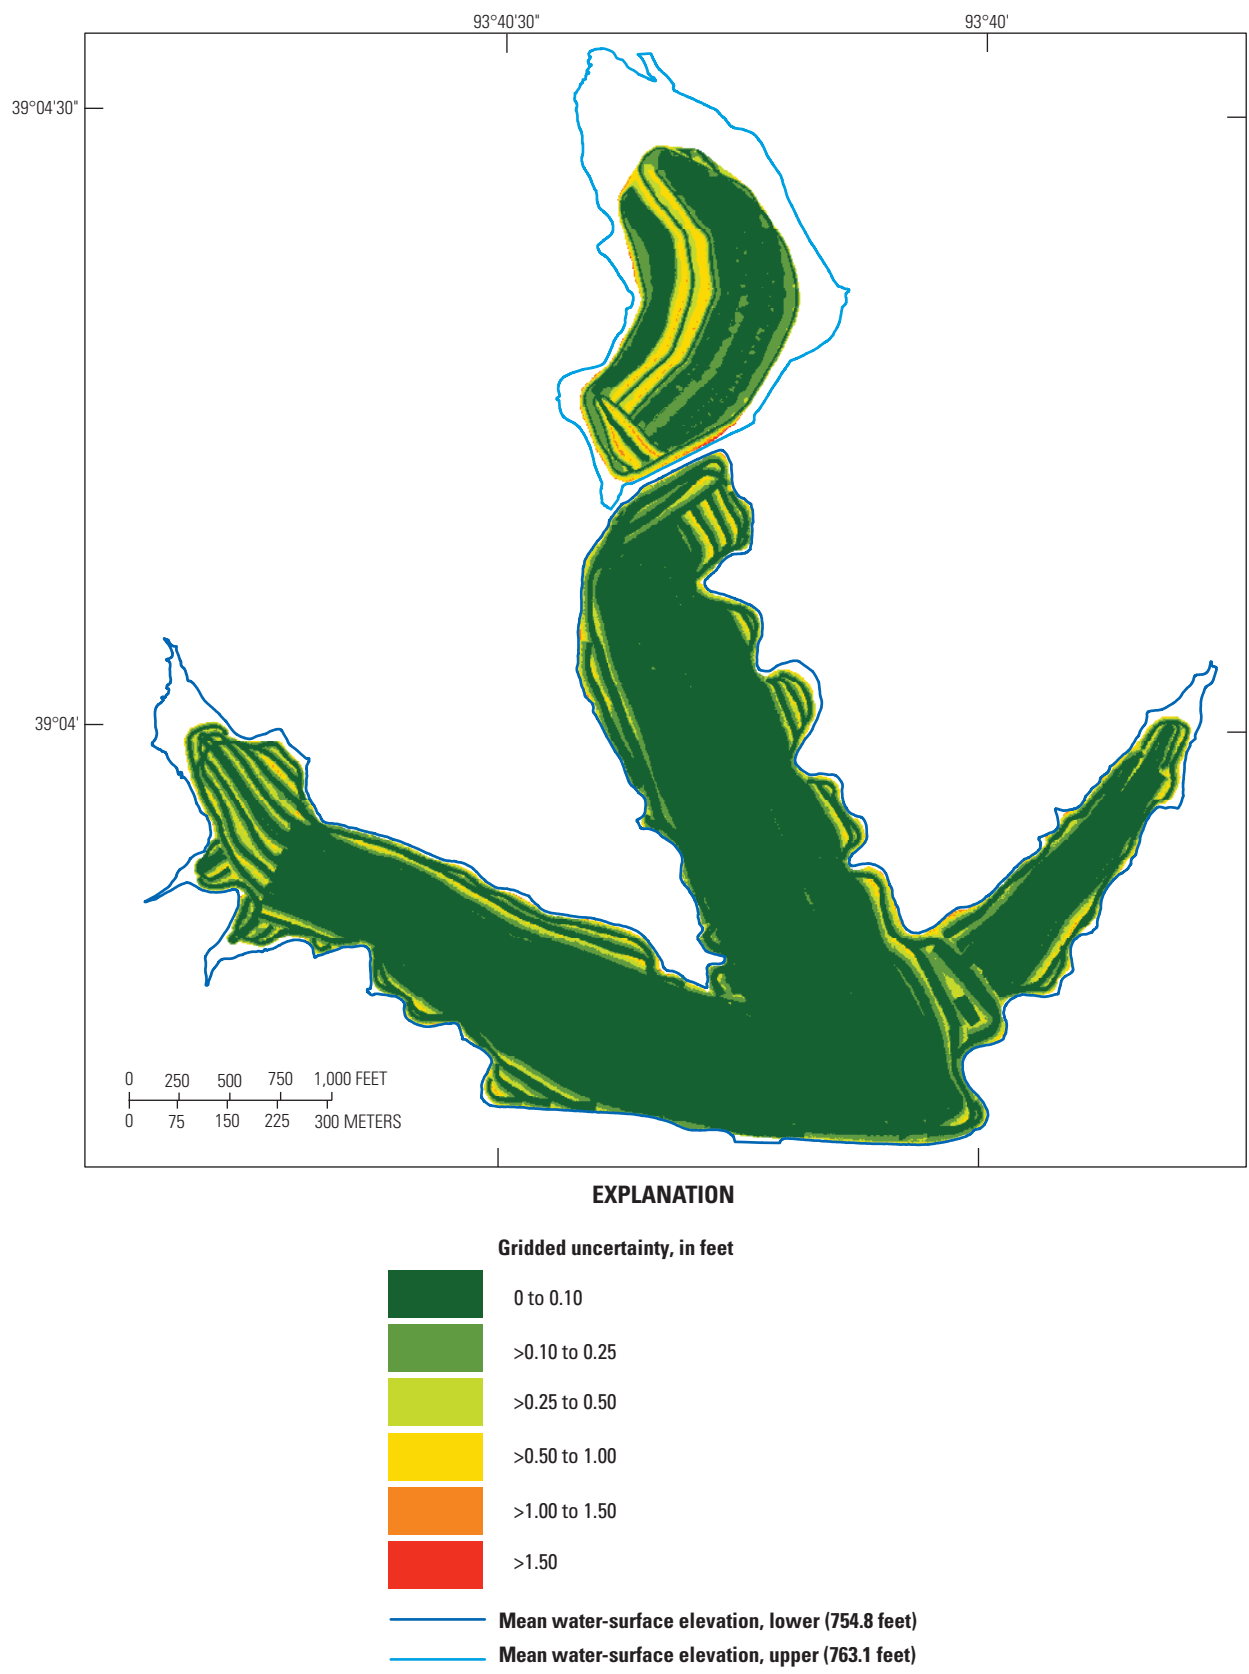 93°40'30" 93°40'
39°04'30"
39°04'
0 250 500 750 1,000 FEET
0 75 150 225 300 METERS
EXPLANATION
Gridded uncertainty, in feet
0 to 0.10
>0.10 to 0.25
>0.25 to 0.50
>0.50 to 1.00
>1.00 to 1.50
>1.50
Mean water-surface elevation, lower (754.8 feet)
Mean water-surface elevation, upper (763.1 feet)